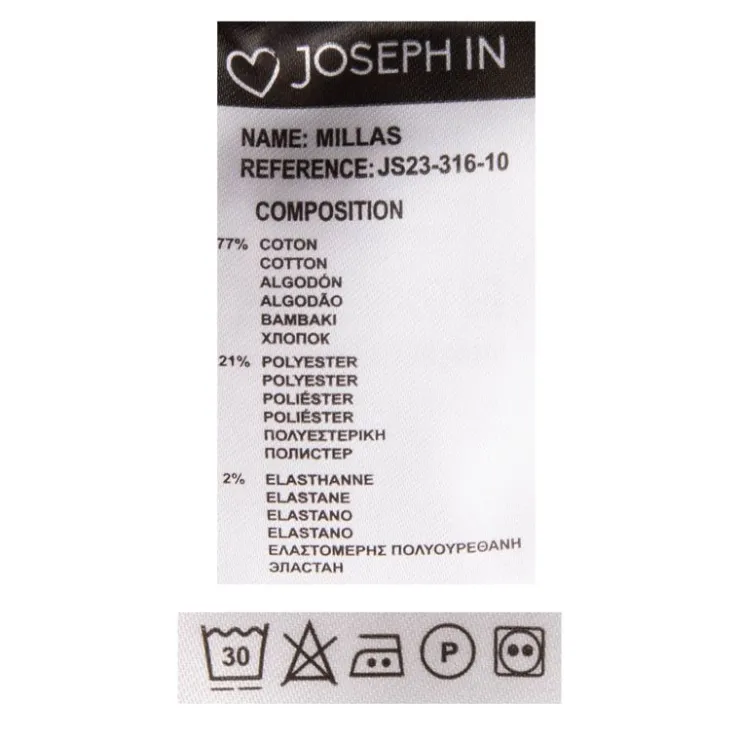 JOSEPH IN
NAME: MILLAS
REFERENCE: JS23-316-10
COMPOSITION
77% COTON
COTTON
ALGODÓN
ALGODÃO
ΒΑΜΒΑΚΙ
ХЛОПОК
21% POLYESTER
POLYESTER
POLIÉSTER
POLIÉSTER
ΠΟΛΥΕΣΤΕΡΙΚΗ
ПОЛИСТЕР
2% ELASTHANNE
ELASTANE
ELASTANO
ELASTANO
ΕΛΑΣΤΟΜΕΡΗΣ ΠΟΛΥΟΥΡΕΘΑΝΗ
ЭЛАСТАН
30 P